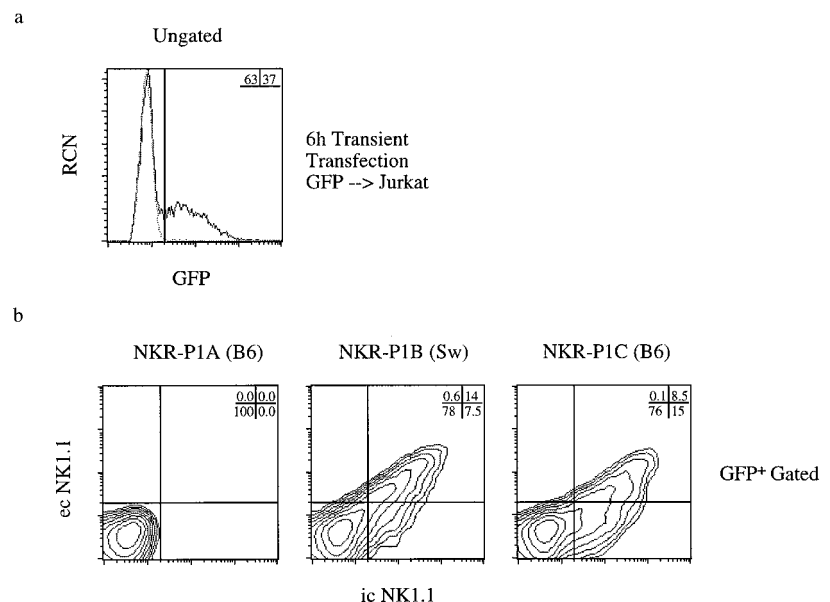 a
Ungated
63 37
RCN
6h Transient
Transfection
GFP --> Jurkat
GFP
b
NKR-P1A (B6)
NKR-P1B (Sw)
NKR-P1C (B6)
0.0 0.0
100 0.0
0.6 14
78 7.5
0.1 8.5
76 15
ec NK1.1
GFP+ Gated
ic NK1.1